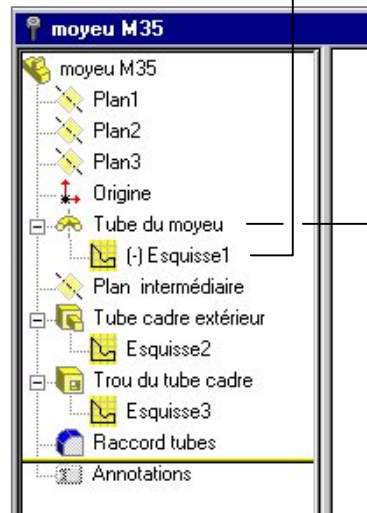 moyeu M35
moyeu M35
Plan1
Plan2
Plan3
Origine
Tube du moyeu
(-) Esquisse1
Plan intermédiaire
Tube cadre extérieur
Esquisse2
Trou du tube cadre
Esquisse3
Raccord tubes
Annotations